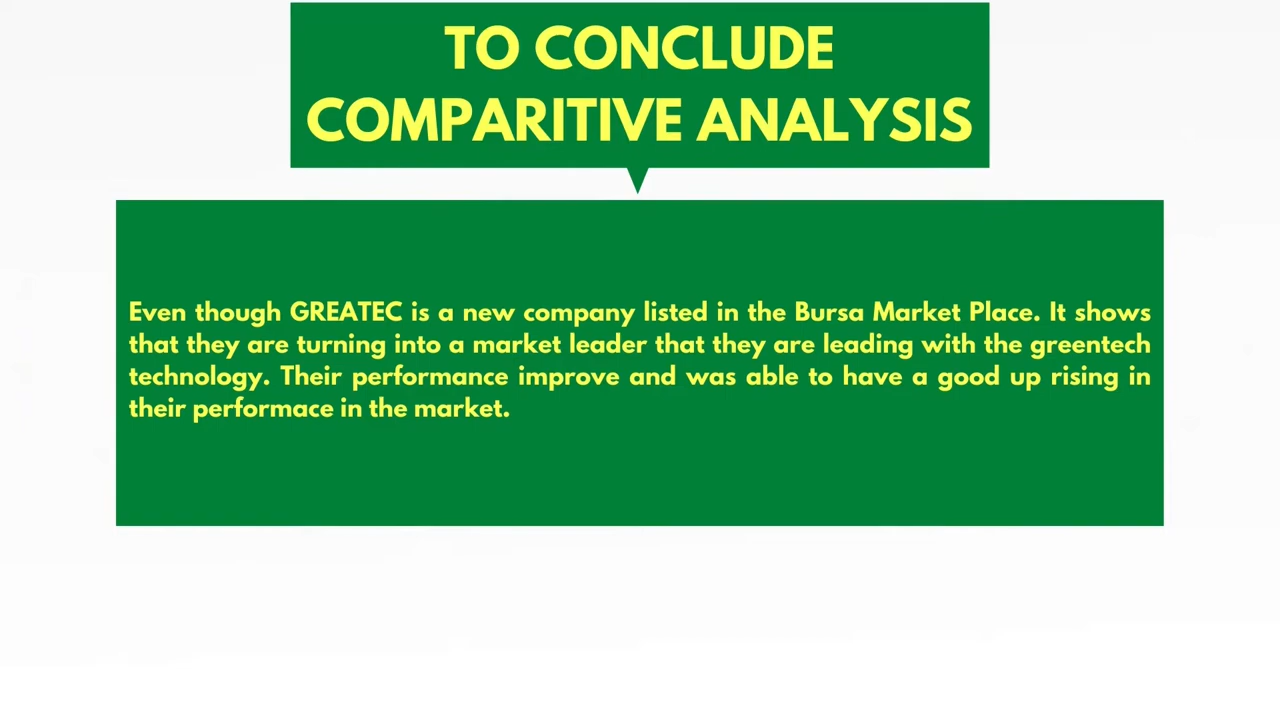 TO CONCLUDE
COMPARITIVE ANALYSIS
Even though GREATEC is a new company listed in the Bursa Market Place. It shows
that they are turning into a market leader that they are leading with the greentech
technology. Their performance improve and was able to have a good up rising in
their performace in the market.